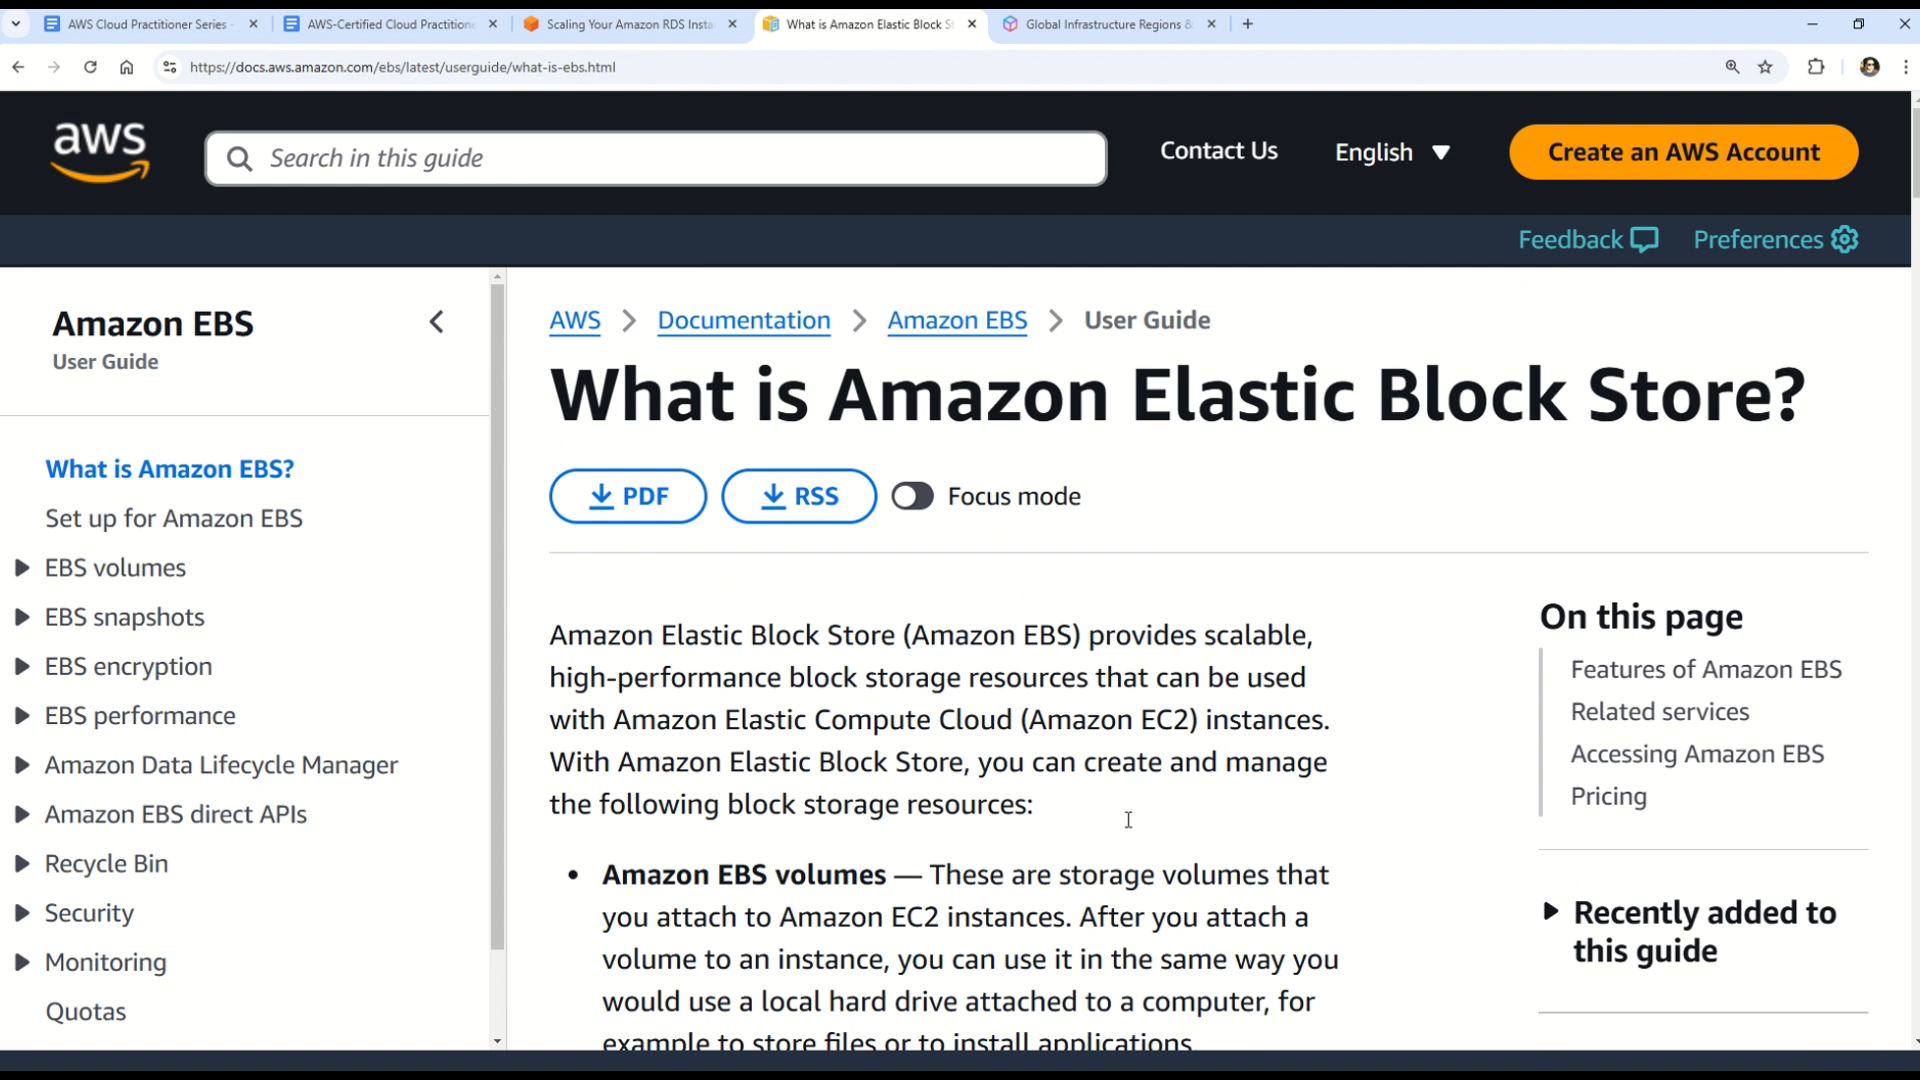 AWS Cloud Practitioner Series -
AWS-Certified Cloud Practitione
Scaling Your Amazon RDS Insta
What is Amazon Elastic Block St
Global Infrastructure Regions &
https://docs.aws.amazon.com/ebs/latest/userguide/what-is-ebs.html
aws
Search in this guide
Contact Us
English
Create an AWS Account
Feedback
Preferences
Amazon EBS
User Guide
What is Amazon EBS?
Set up for Amazon EBS
EBS volumes
EBS snapshots
EBS encryption
EBS performance
Amazon Data Lifecycle Manager
Amazon EBS direct APIs
Recycle Bin
Security
Monitoring
Quotas
AWS > Documentation > Amazon EBS > User Guide
What is Amazon Elastic Block Store?
PDF
RSS
Focus mode
Amazon Elastic Block Store (Amazon EBS) provides scalable,
high-performance block storage resources that can be used
with Amazon Elastic Compute Cloud (Amazon EC2) instances.
With Amazon Elastic Block Store, you can create and manage
the following block storage resources:
• Amazon EBS volumes — These are storage volumes that
you attach to Amazon EC2 instances. After you attach a
volume to an instance, you can use it in the same way you
would use a local hard drive attached to a computer, for
example to store files or to install applications.
On this page
Features of Amazon EBS
Related services
Accessing Amazon EBS
Pricing
Recently added to
this guide